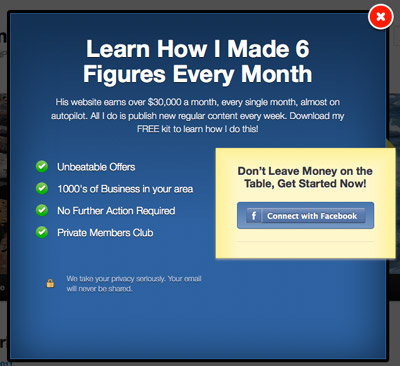 Learn How I Made 6
Figures Every Month
His website earns over $30,000 a month, every single month, almost on
autopilot. All I do is publish new regular content every week. Download my
FREE kit to learn how I do this!
Unbeatable Offers
1000's of Business in your area
No Further Action Required
Private Members Club
Don't Leave Money on the
Table, Get Started Now!
f Connect with Facebook
We take your privacy seriously. Your email
will never be shared.